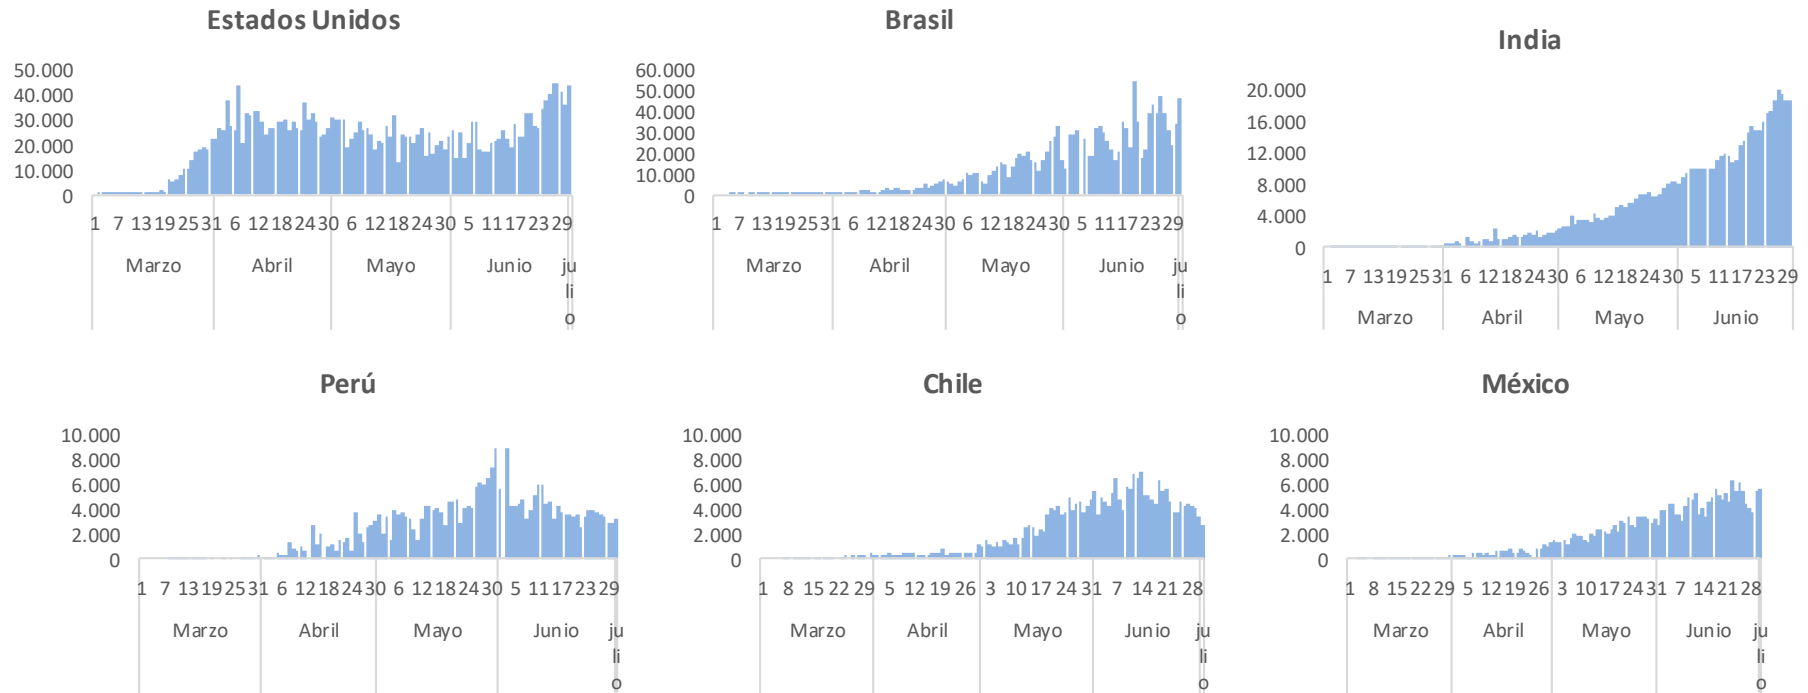 Estados Unidos
50.000
40.000
30.000
20.000
10.000
0
1 7 13 19 25 31 6 12 18 24 30 6 12 18 24 30 5 11 17 23 29
Marzo Abril Mayo Junio ju
li
o
Brasil
60.000
50.000
40.000
30.000
20.000
10.000
0
1 7 13 19 25 31 6 12 18 24 30 6 12 18 24 30 5 11 17 23 29
Marzo Abril Mayo Junio ju
li
o
India
20.000
16.000
12.000
8.000
4.000
0
1 7 13 19 25 31 6 12 18 24 30 6 12 18 24 30 5 11 17 23 29
Marzo Abril Mayo Junio
Perú
10.000
8.000
6.000
4.000
2.000
0
1 7 13 19 25 31 6 12 18 24 30 6 12 18 24 30 5 11 17 23 29
Marzo Abril Mayo Junio ju
li
o
Chile
10.000
8.000
6.000
4.000
2.000
0
1 8 15 22 29 5 12 19 26 3 10 17 24 31 7 14 21 28
Marzo Abril Mayo Junio ju
li
o
México
10.000
8.000
6.000
4.000
2.000
0
1 8 15 22 29 5 12 19 26 3 10 17 24 31 7 14 21 28
Marzo Abril Mayo Junio ju
li
o